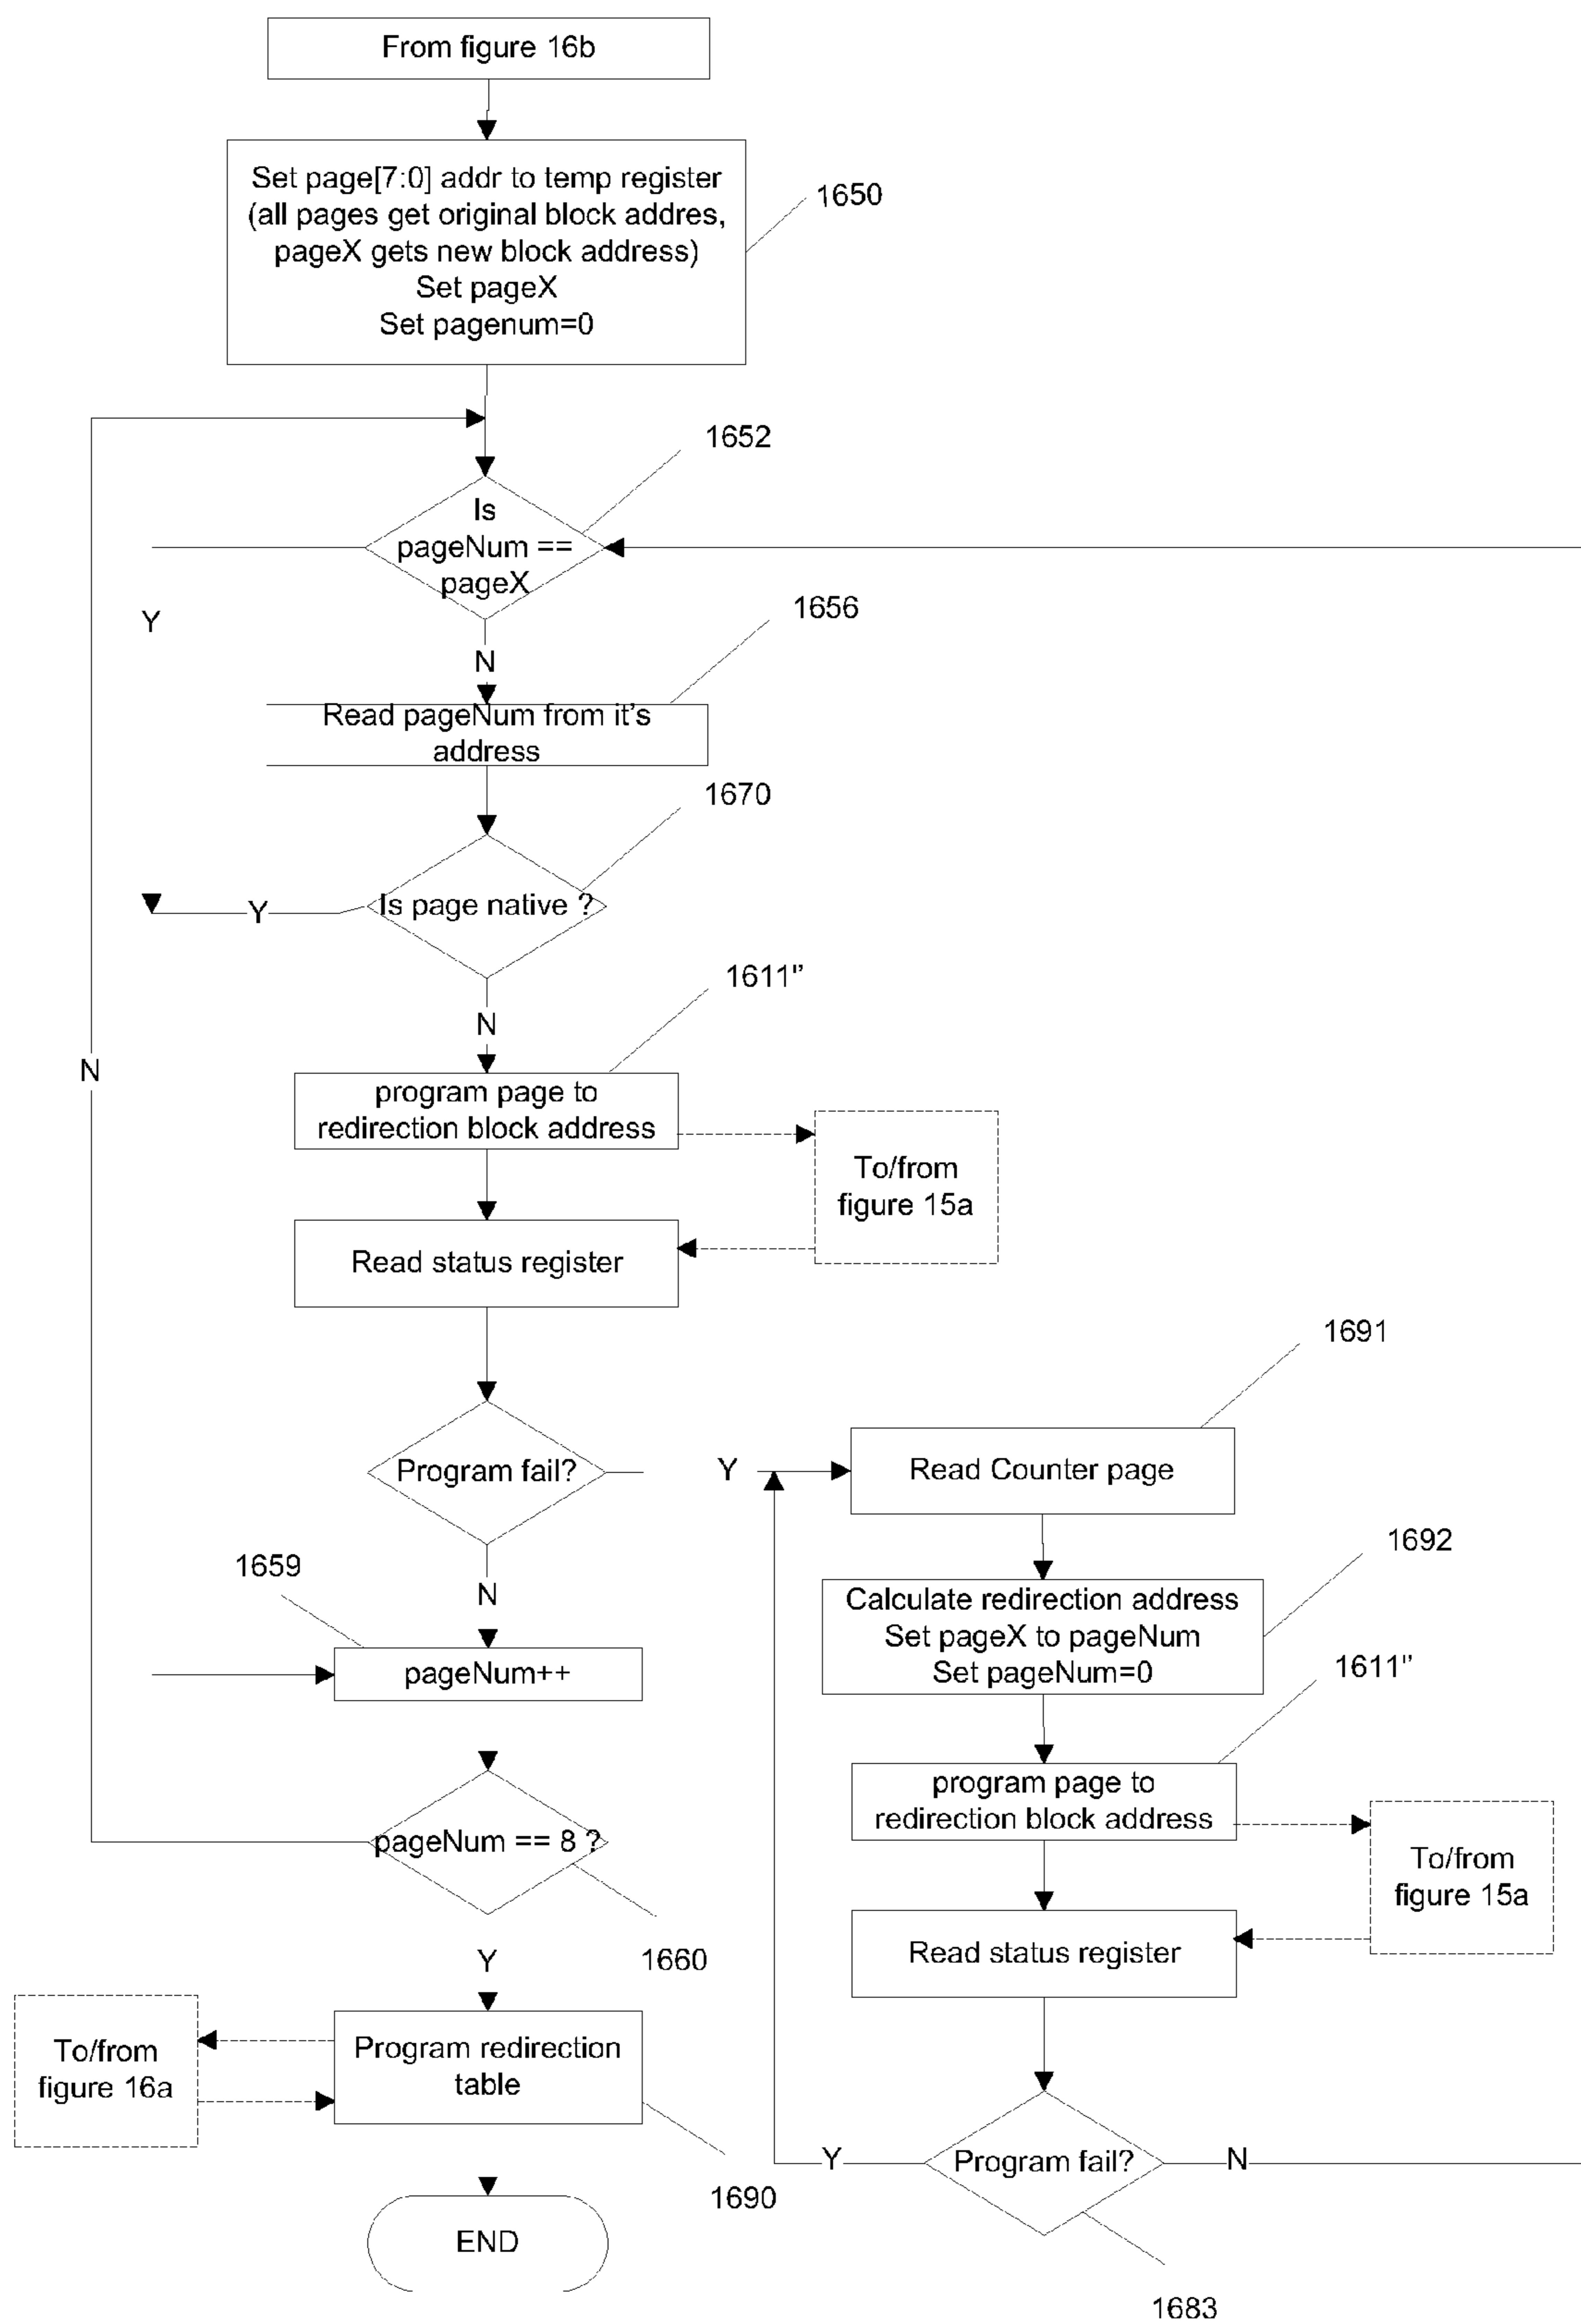 From figure 16b
Set page[7:0] addr to temp register
(all pages get original block addres,
pageX gets new block address)
Set pageX
Set pagenum=0
1650
1652
Is
pageNum ==
pageX
Y
1656
N
Read pageNum from it's
address
1670
Is page native ?
Y
1611"
N
N
program page to
redirection block address
To/from
figure 15a
Read status register
1691
Program fail?
Y
Read Counter page
1659
N
1692
Calculate redirection address
Set pageX to pageNum
Set pageNum=0
pageNum++
1611"
program page to
redirection block address
To/from
figure 15a
pageNum == 8 ?
1660
Y
Read status register
To/from
figure 16a
Program redirection
table
1690
Program fail?
Y
N
END
1683